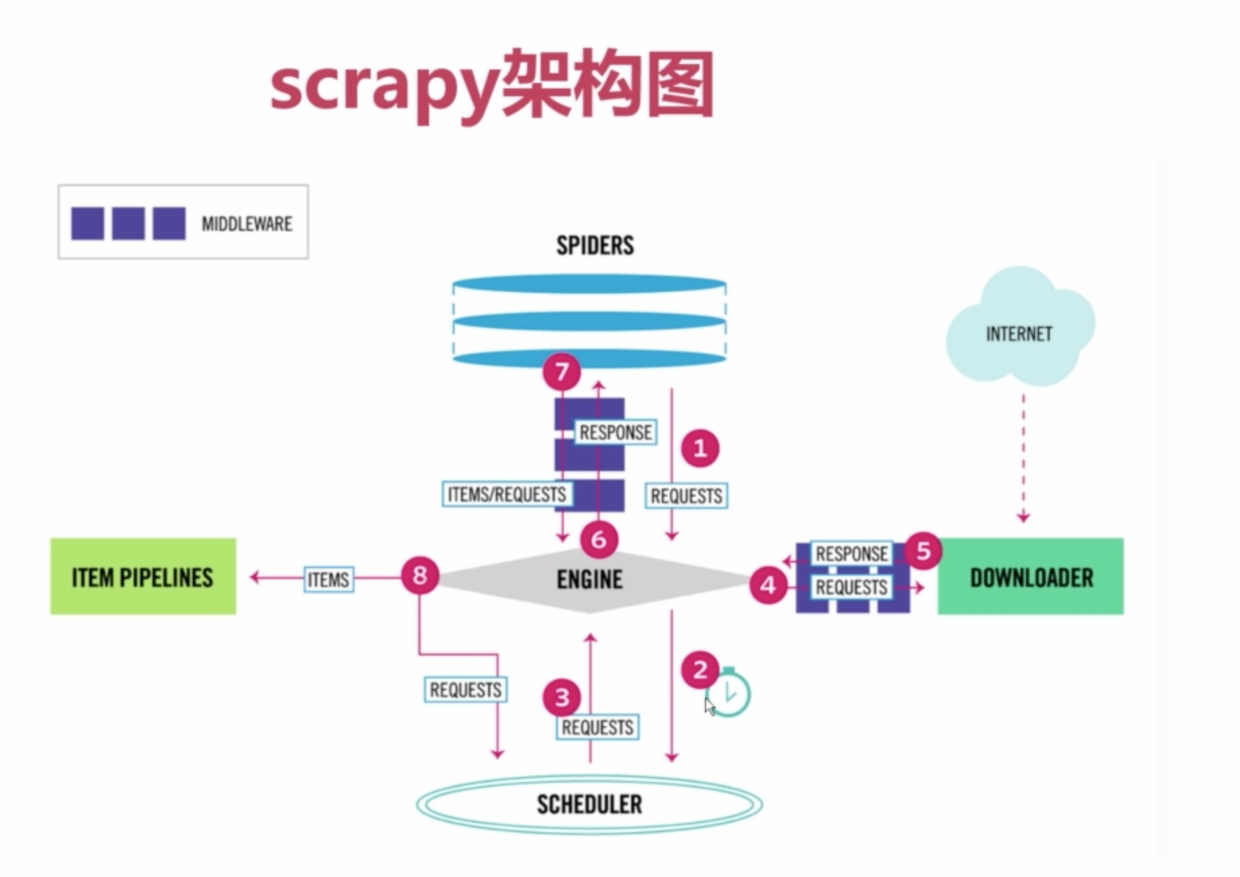 scrapy架构图
MIDDLEWARE
SPIDERS
INTERNET
7
RESPONSE
1
ITEMS/REQUESTS
REQUESTS
6
RESPONSE
5
ITEM PIPELINES
ITEMS
8
ENGINE
4
REQUESTS
DOWNLOADER
2
REQUESTS
3
REQUESTS
SCHEDULER